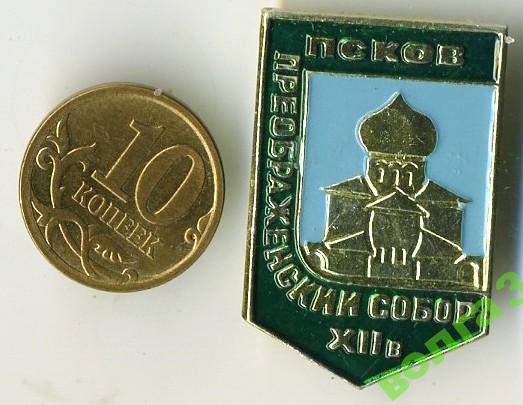 10
КОПЕЕК
ПСКОВ
ПРЕОБРАЖЕНСКИЙ СОБОР
XII в
волга 3